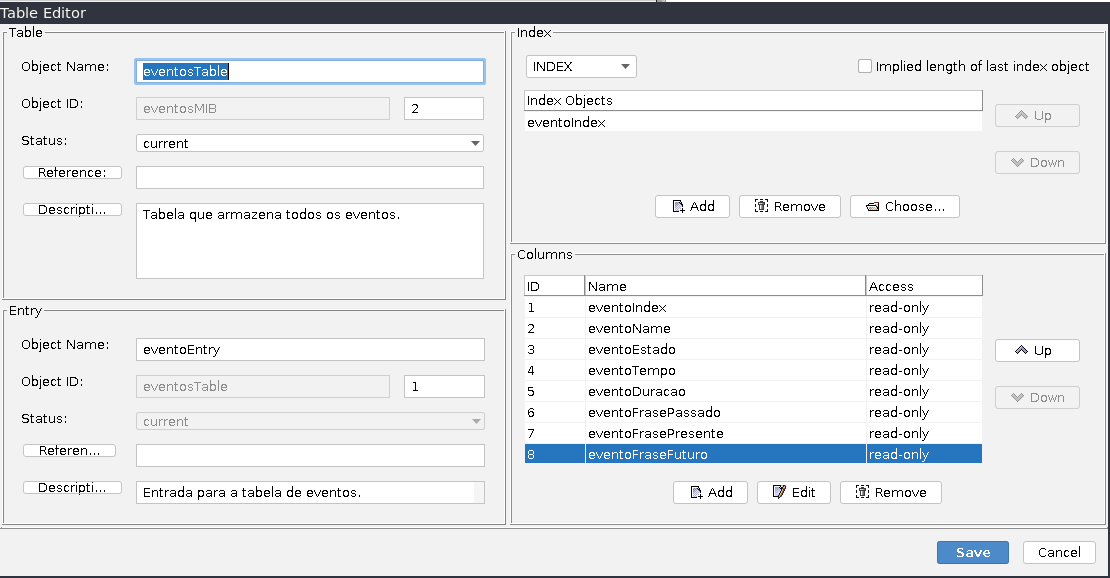 Table Editor
Table
Object Name:
eventosTable
Object ID:
eventosMIB
2
Status:
current
Reference:
Descripti...
Tabela que armazena todos os eventos.
Entry
Object Name:
eventoEntry
Object ID:
eventosTable
1
Status:
current
Referen...
Descripti...
Entrada para a tabela de eventos.
Index
INDEX
Implied length of last index object
Index Objects
eventoIndex
Up
Down
Add
Remove
Choose...
Columns
ID Name Access
1 eventoIndex read-only
2 eventoName read-only
3 eventoEstado read-only
4 eventoTempo read-only
5 eventoDuracao read-only
6 eventoFrasePassado read-only
7 eventoFrasePresente read-only
8 eventoFraseFuturo read-only
Up
Down
Add
Edit
Remove
Save
Cancel